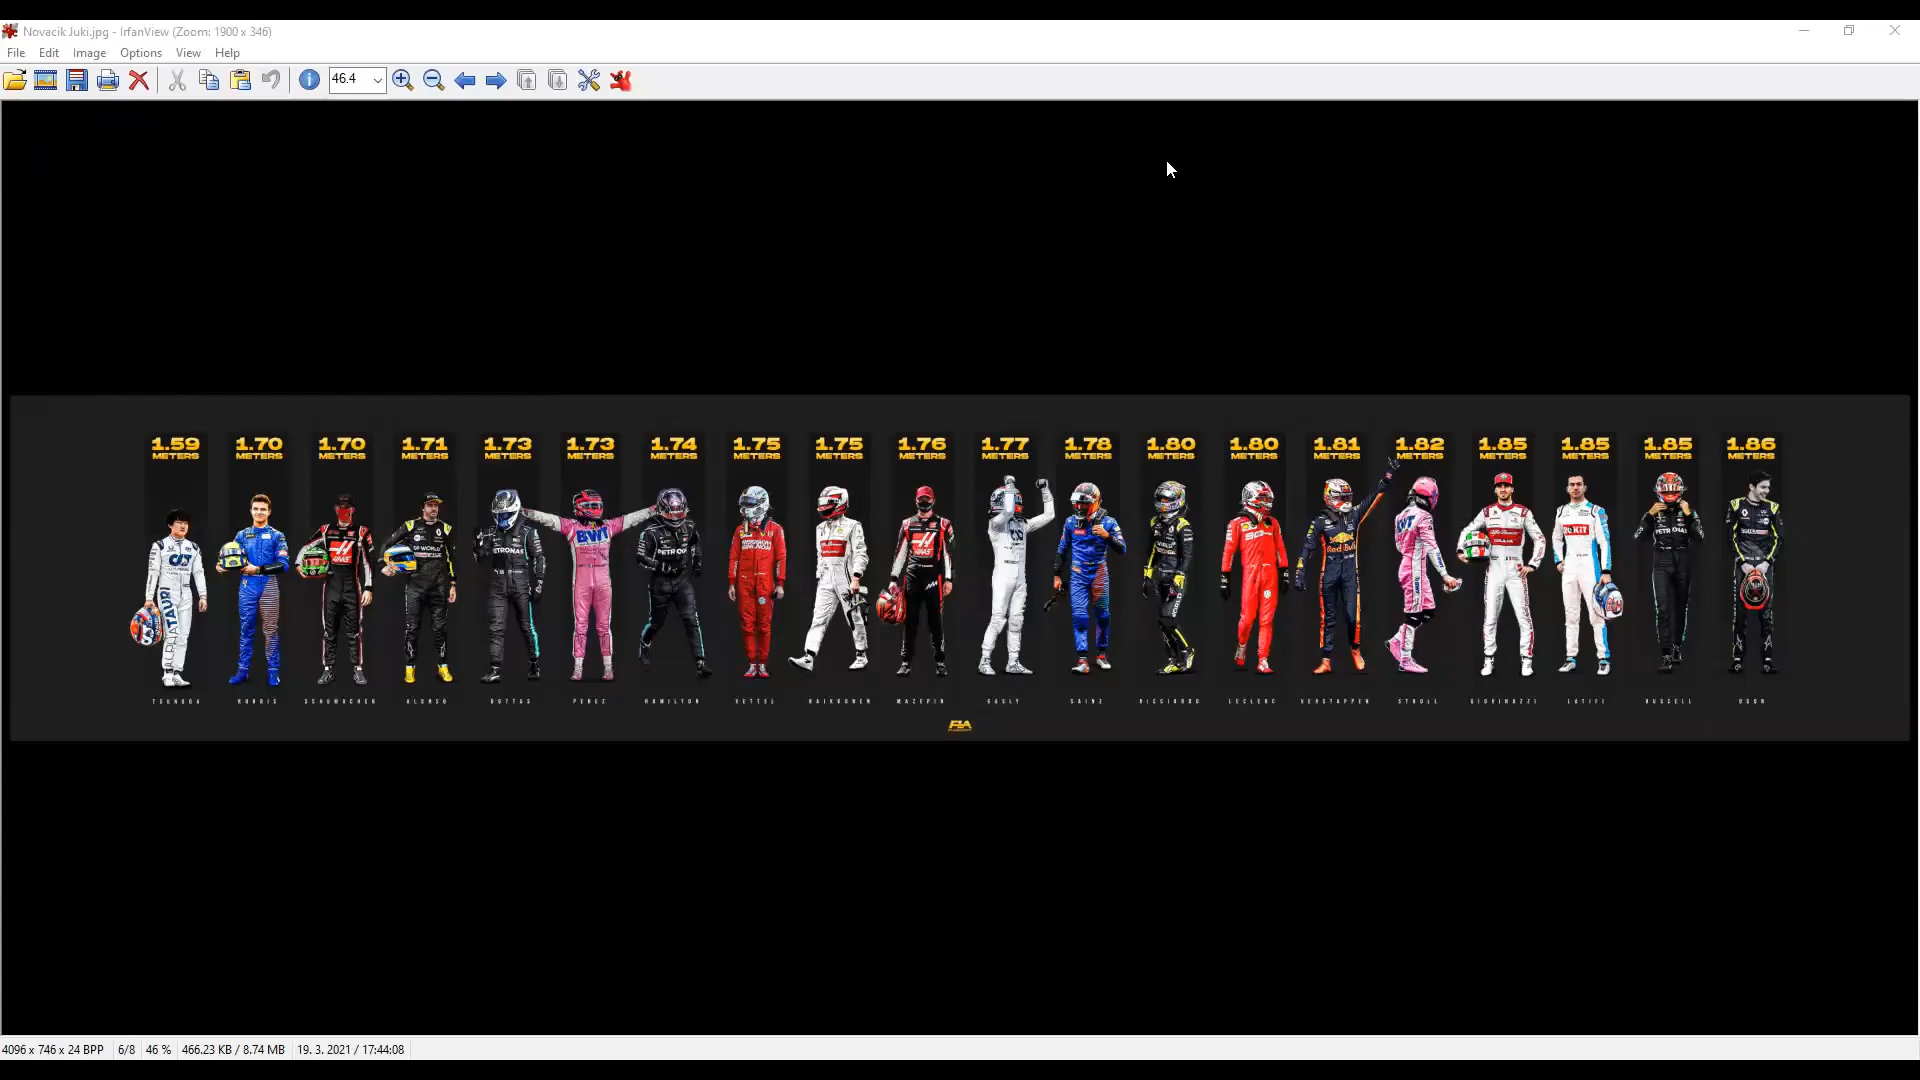 Novacik Juki.jpg - IrfanView (Zoom: 1900 x 346)
File Edit Image Options View Help
46.4
1.59 1.70 1.70 1.71 1.73 1.73 1.74 1.75 1.75 1.76 1.77 1.78 1.80 1.80 1.81 1.82 1.85 1.85 1.85 1.86
METERS METERS METERS METERS METERS METERS METERS METERS METERS METERS METERS METERS METERS METERS METERS METERS METERS METERS METERS METERS
TSUNODA NORRIS SCHUMACHER ALONSO BOTTAS PEREZ HAMILTON VETTEL RAIKKONEN MAZEPIN GASLY SAINZ RICCIARDO LECLERC VERSTAPPEN STROLL GIOVINAZZI LATIFI RUSSELL OCON
4096 x 746 x 24 BPP 6/8 46 % 466.23 KB / 8.74 MB 19. 3. 2021 / 17:44:08